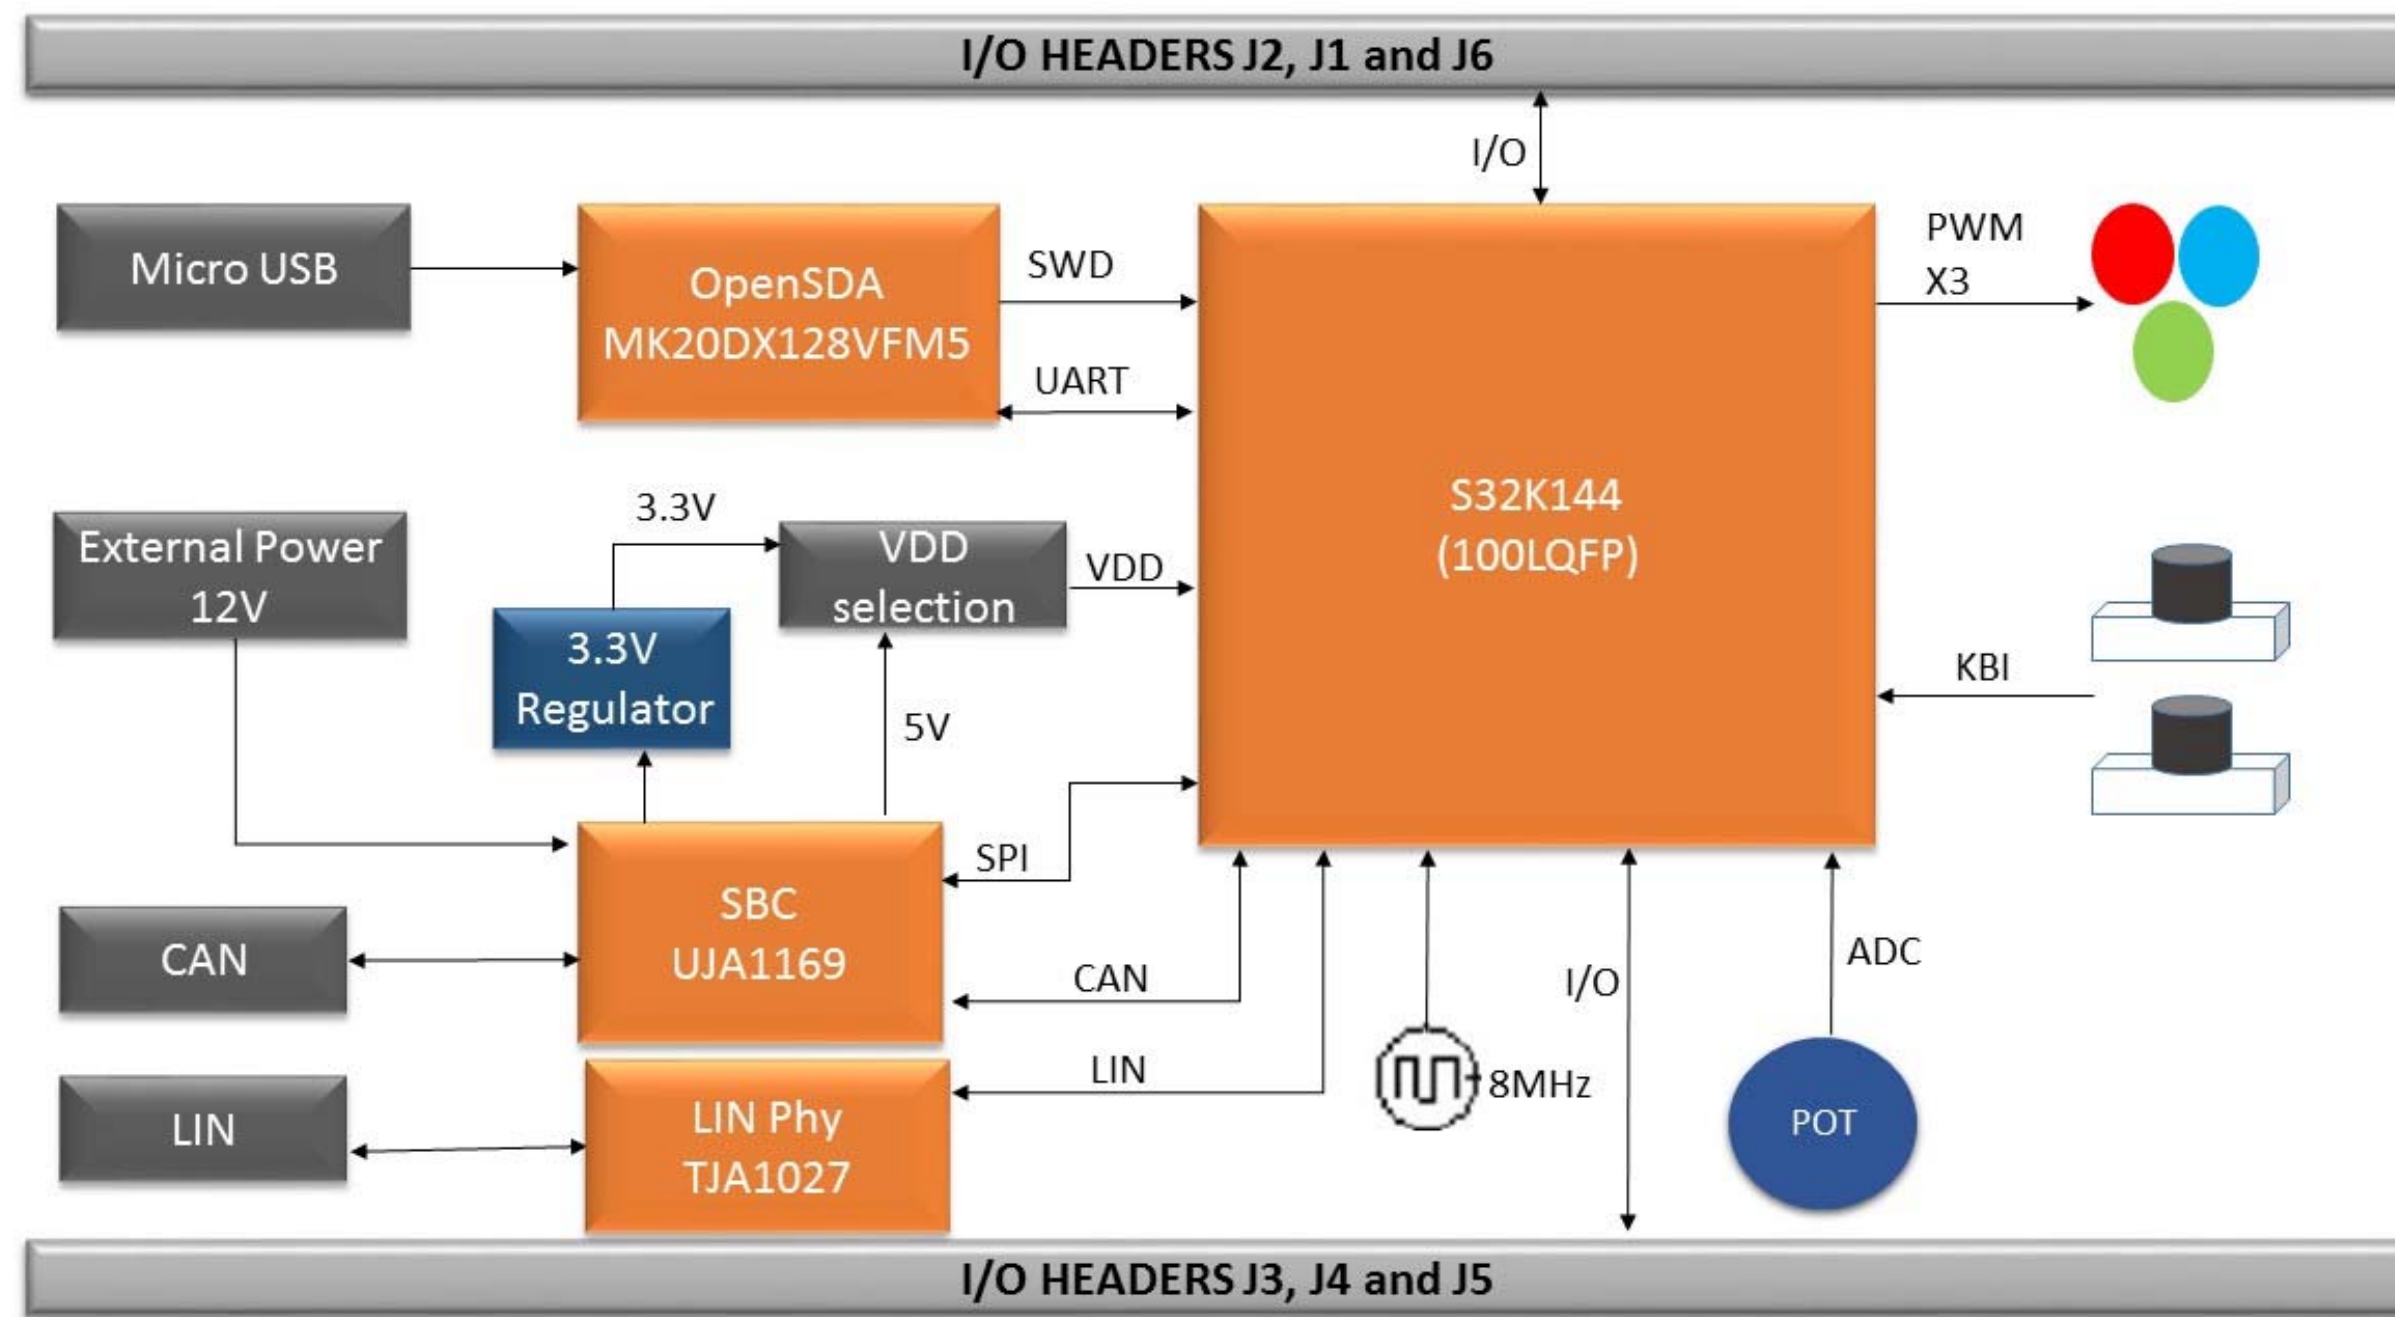 I/O HEADERS J2, J1 and J6
I/O
Micro USB
OpenSDA
MK20DX128VFM5
SWD
UART
PWM
X3
S32K144
(100LQFP)
External Power
12V
3.3V
VDD
selection
VDD
3.3V
Regulator
5V
KBI
SPI
SBC
UJA1169
CAN
CAN
I/O
ADC
LIN
LIN Phy
TJA1027
LIN
8MHz
POT
I/O HEADERS J3, J4 and J5